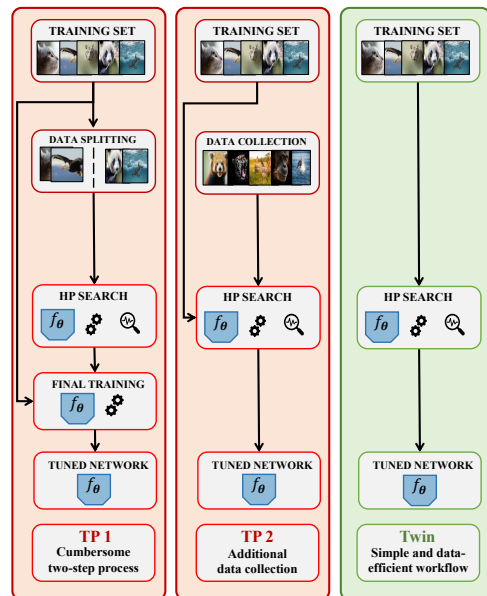 TRAINING SET
DATA SPLITTING
HP SEARCH
fθ
FINAL TRAINING
fθ
TUNED NETWORK
fθ
TP 1
Cumbersome
two-step process
TRAINING SET
DATA COLLECTION
HP SEARCH
fθ
TUNED NETWORK
fθ
TP 2
Additional
data collection
TRAINING SET
HP SEARCH
fθ
TUNED NETWORK
fθ
Twin
Simple and data-
efficient workflow